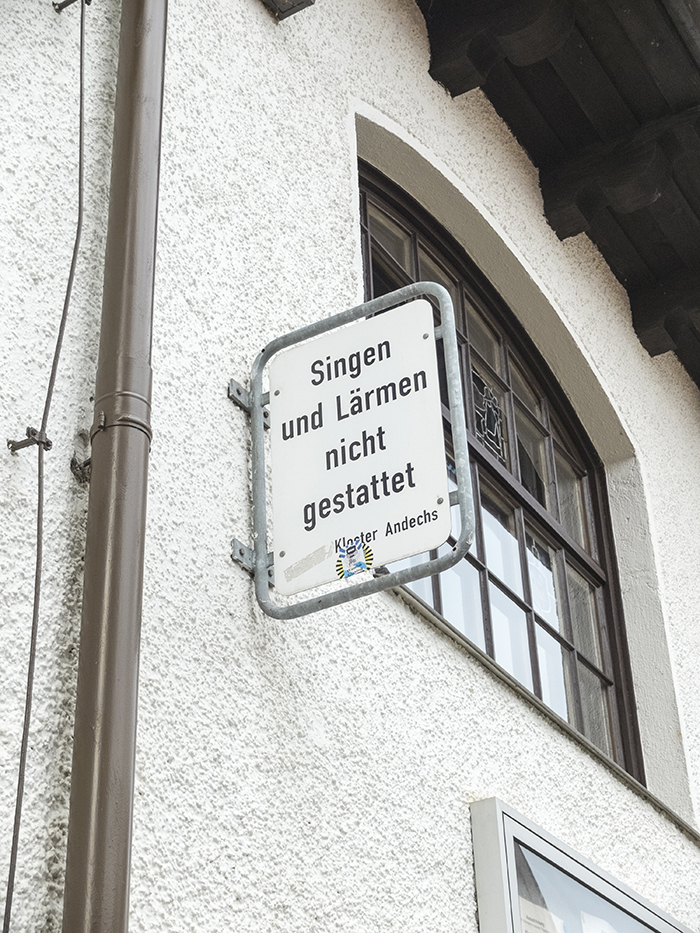 Singen
und Lärmen
nicht
gestattet
Kloster Andechs